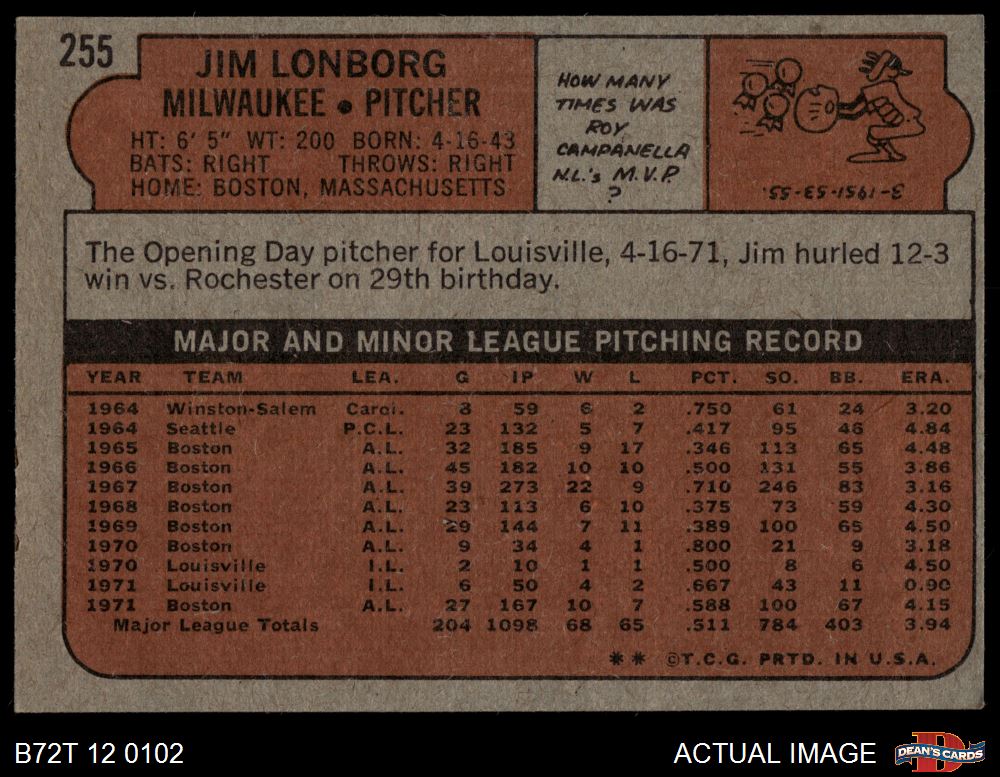 255
JIM LONBORG
MILWAUKEE • PITCHER
HT: 6' 5" WT: 200 BORN: 4-16-43
BATS: RIGHT THROWS: RIGHT
HOME: BOSTON, MASSACHUSETTS
HOW MANY
TIMES WAS
ROY
CAMPANELLA
N.L.'s M.V.P.
?
3-1951-53-55.
The Opening Day pitcher for Louisville, 4-16-71, Jim hurled 12-3
win vs. Rochester on 29th birthday.
MAJOR AND MINOR LEAGUE PITCHING RECORD
YEAR TEAM LEA. G IP W L PCT. SO. BB. ERA.
1964 Winston-Salem Carol. 8 59 6 2 .750 61 24 3.20
1964 Seattle P.C.L. 23 132 5 7 .417 95 46 4.84
1965 Boston A.L. 32 185 9 17 .346 113 65 4.48
1966 Boston A.L. 45 182 10 10 .500 131 55 3.86
1967 Boston A.L. 39 273 22 9 .710 246 83 3.16
1968 Boston A.L. 23 113 6 10 .375 73 59 4.30
1969 Boston A.L. 29 144 7 11 .389 100 65 4.50
1970 Boston A.L. 9 34 4 1 .800 21 9 3.18
1970 Louisville I.L. 2 10 1 1 .500 8 6 4.50
1971 Louisville I.L. 6 50 4 2 .667 43 11 0.90
1971 Boston A.L. 27 167 10 7 .588 100 67 4.15
Major League Totals 204 1098 68 65 .511 784 403 3.94
** ©T.C.G. PRTD. IN U.S.A.
B72T 12 0102
ACTUAL IMAGE
D
DEAN'S CARDS